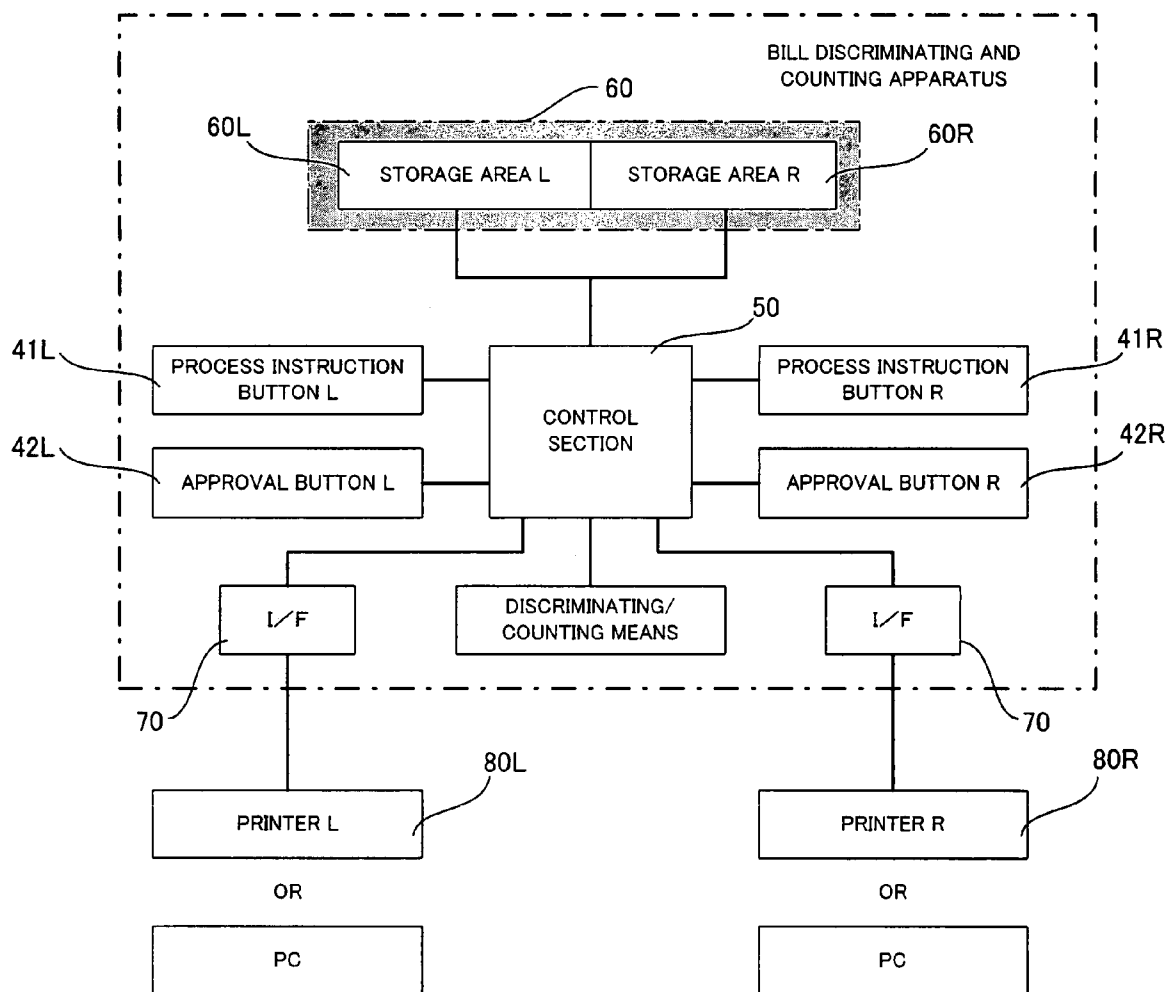 BILL DISCRIMINATING AND
COUNTING APPARATUS
60
60L
60R
STORAGE AREA L
STORAGE AREA R
50
41L
41R
PROCESS INSTRUCTION
BUTTON L
CONTROL
SECTION
PROCESS INSTRUCTION
BUTTON R
42L
42R
APPROVAL BUTTON L
APPROVAL BUTTON R
I/F
DISCRIMINATING/
COUNTING MEANS
I/F
70
70
80L
80R
PRINTER L
PRINTER R
OR
OR
PC
PC